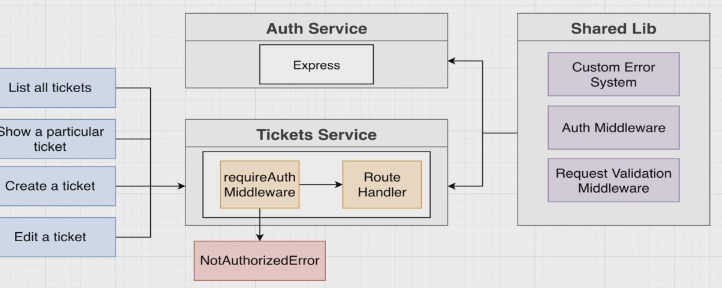 Auth Service
Express
Shared Lib
Custom Error
System
Auth Middleware
Request Validation
Middleware
List all tickets
Show a particular
ticket
Create a ticket
Edit a ticket
Tickets Service
requireAuth
Middleware
Route
Handler
NotAuthorizedError